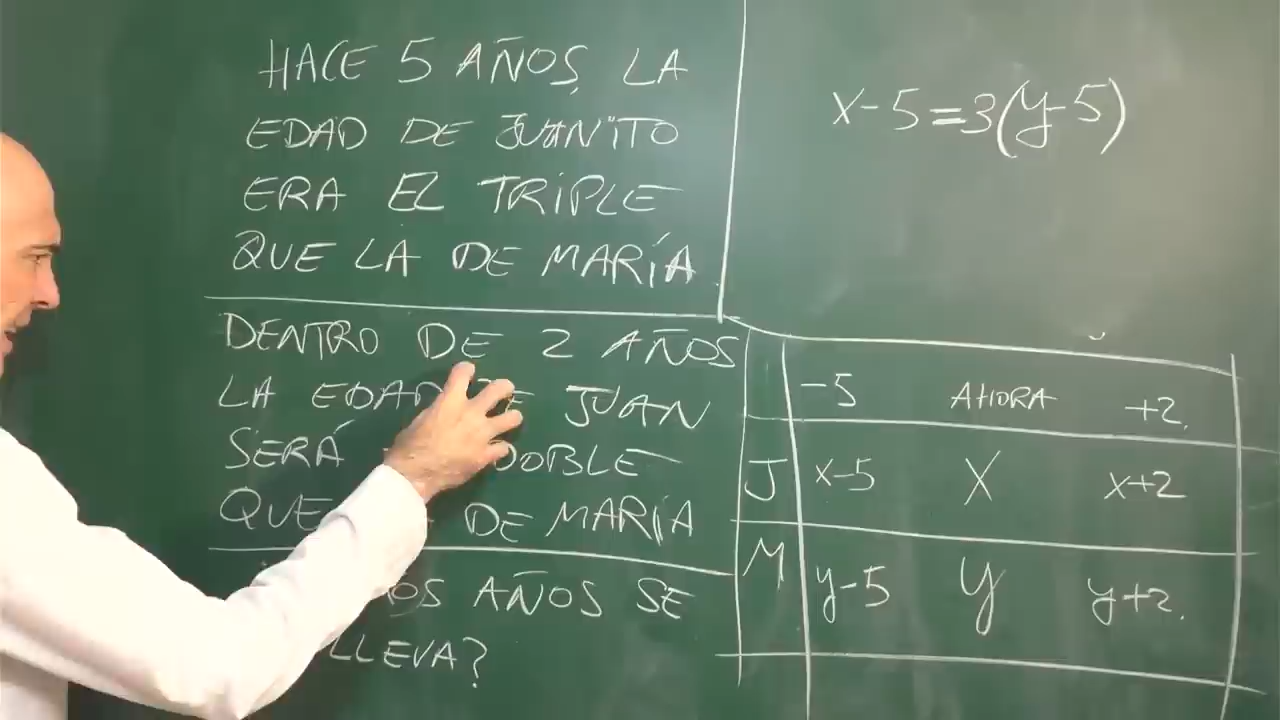 HACE 5 AÑOS, LA
EDAD DE JUANITO
ERA EL TRIPLE
QUE LA DE MARÍA.
DENTRO DE 2 AÑOS
LA EDAD DE JUAN
SERÁ DOBLE
QUE DE MARÍA
AÑOS SE
LLEVA?
x-5=3(y-5)
-5 AHORA +2.
J x-5 X x+2
M y-5 y y+2.